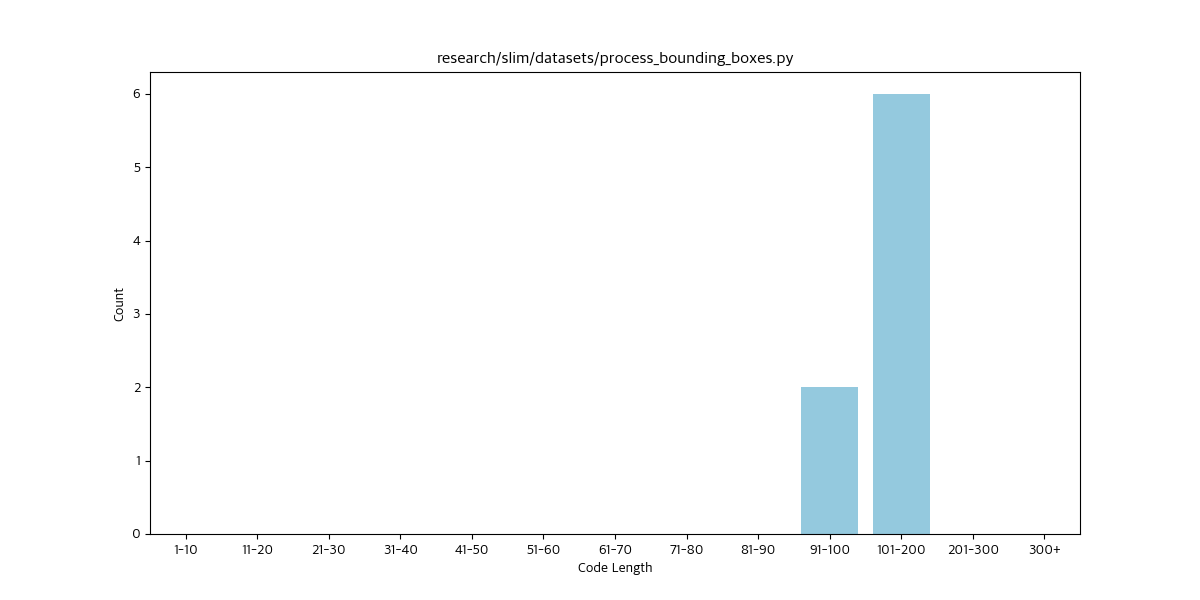 research/slim/datasets/process_bounding_boxes.py
Count
6
5
4
3
2
1
0
1-10 11-20 21-30 31-40 41-50 51-60 61-70 71-80 81-90 91-100 101-200 201-300 300+
Code Length